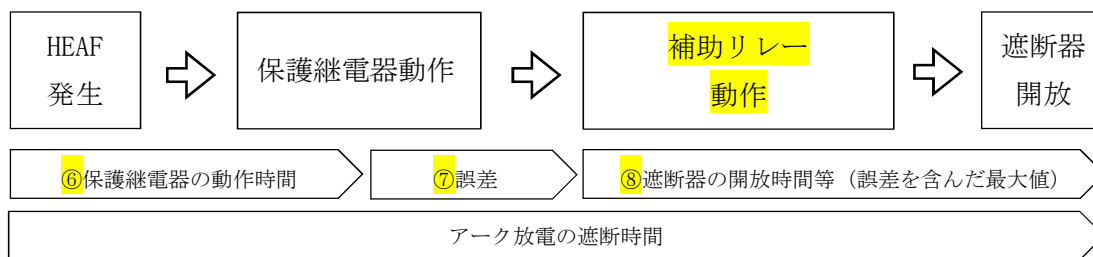 HEAF
発生
保護継電器動作
補助リレー
動作
遮断器
開放
⑥保護継電器の動作時間
⑦誤差
⑧遮断器の開放時間等（誤差を含んだ最大値）
アーク放電の遮断時間